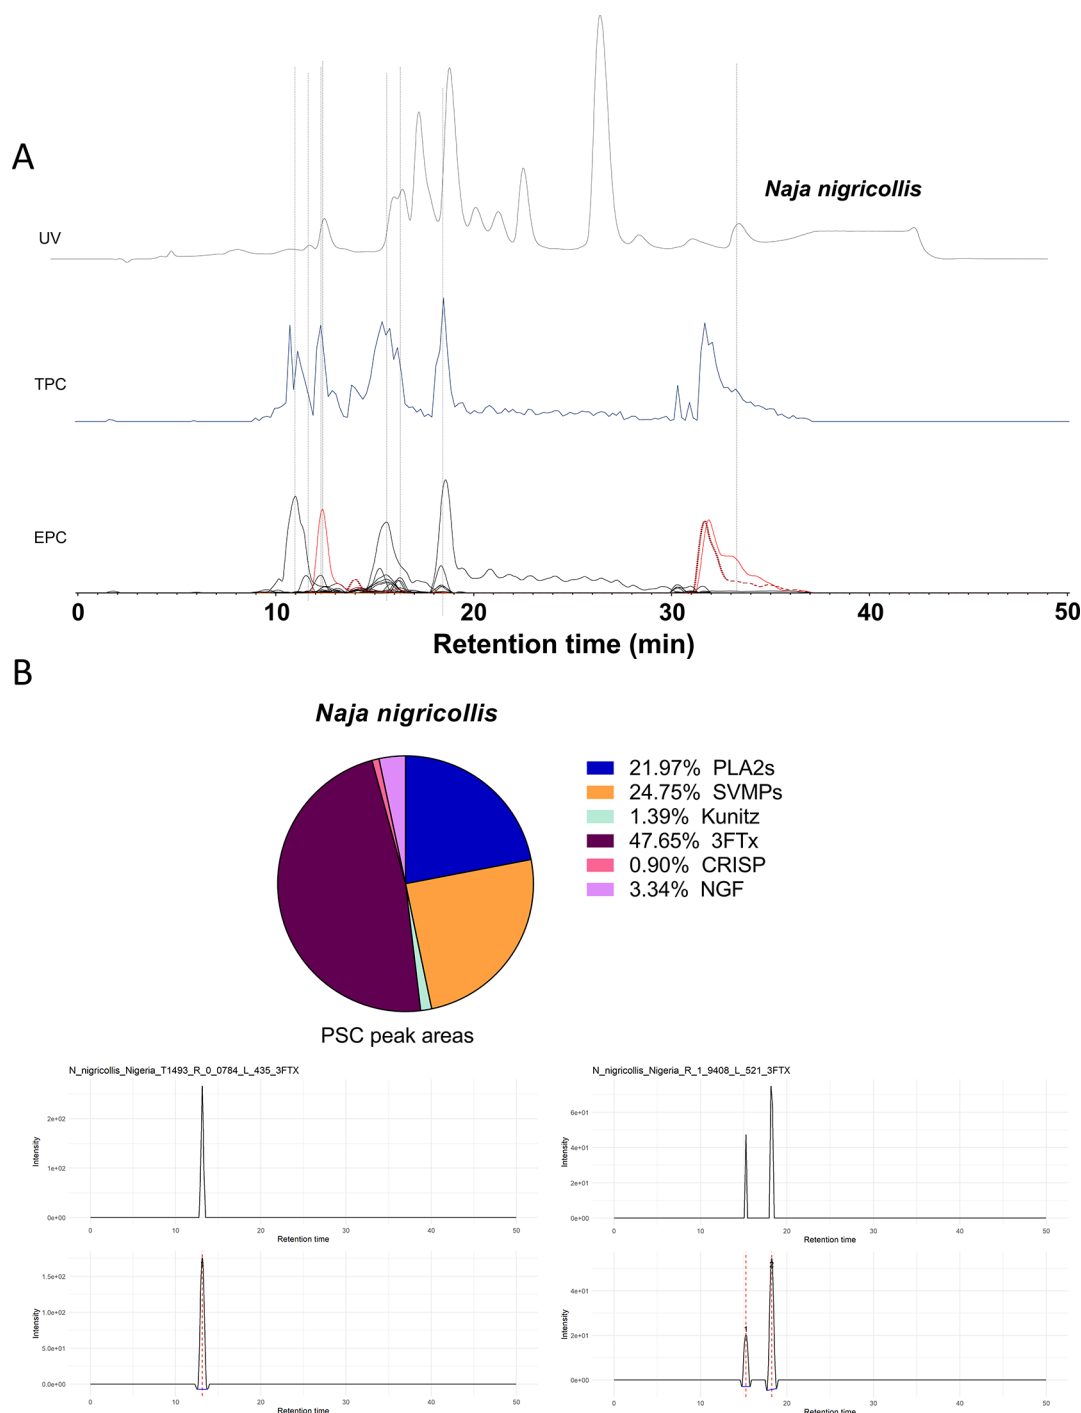 A
Naja nigricollis
UV
TPC
EPC
0 10 20 30 40 50
Retention time (min)
B
Naja nigricollis
21.97% PLA2s
24.75% SVMPs
1.39% Kunitz
47.65% 3FTx
0.90% CRISP
3.34% NGF
PSC peak areas
N_nigricollis_Nigeria_T1493_R_0_0784_L_435_3FTX
Intensity
2e+02
1e+02
0e+00
0 10 20 30 40 50
Retention time
Intensity
1.5e+02
1.0e+02
5.0e+01
0.0e+00
0 10 20 30 40 50
Retention time
N_nigricollis_Nigeria_R_1_9408_L_521_3FTX
Intensity
6e+01
4e+01
2e+01
0e+00
0 10 20 30 40 50
Retention time
Intensity
4e+01
2e+01
0e+00
1
0 10 20 30 40 50
Retention time